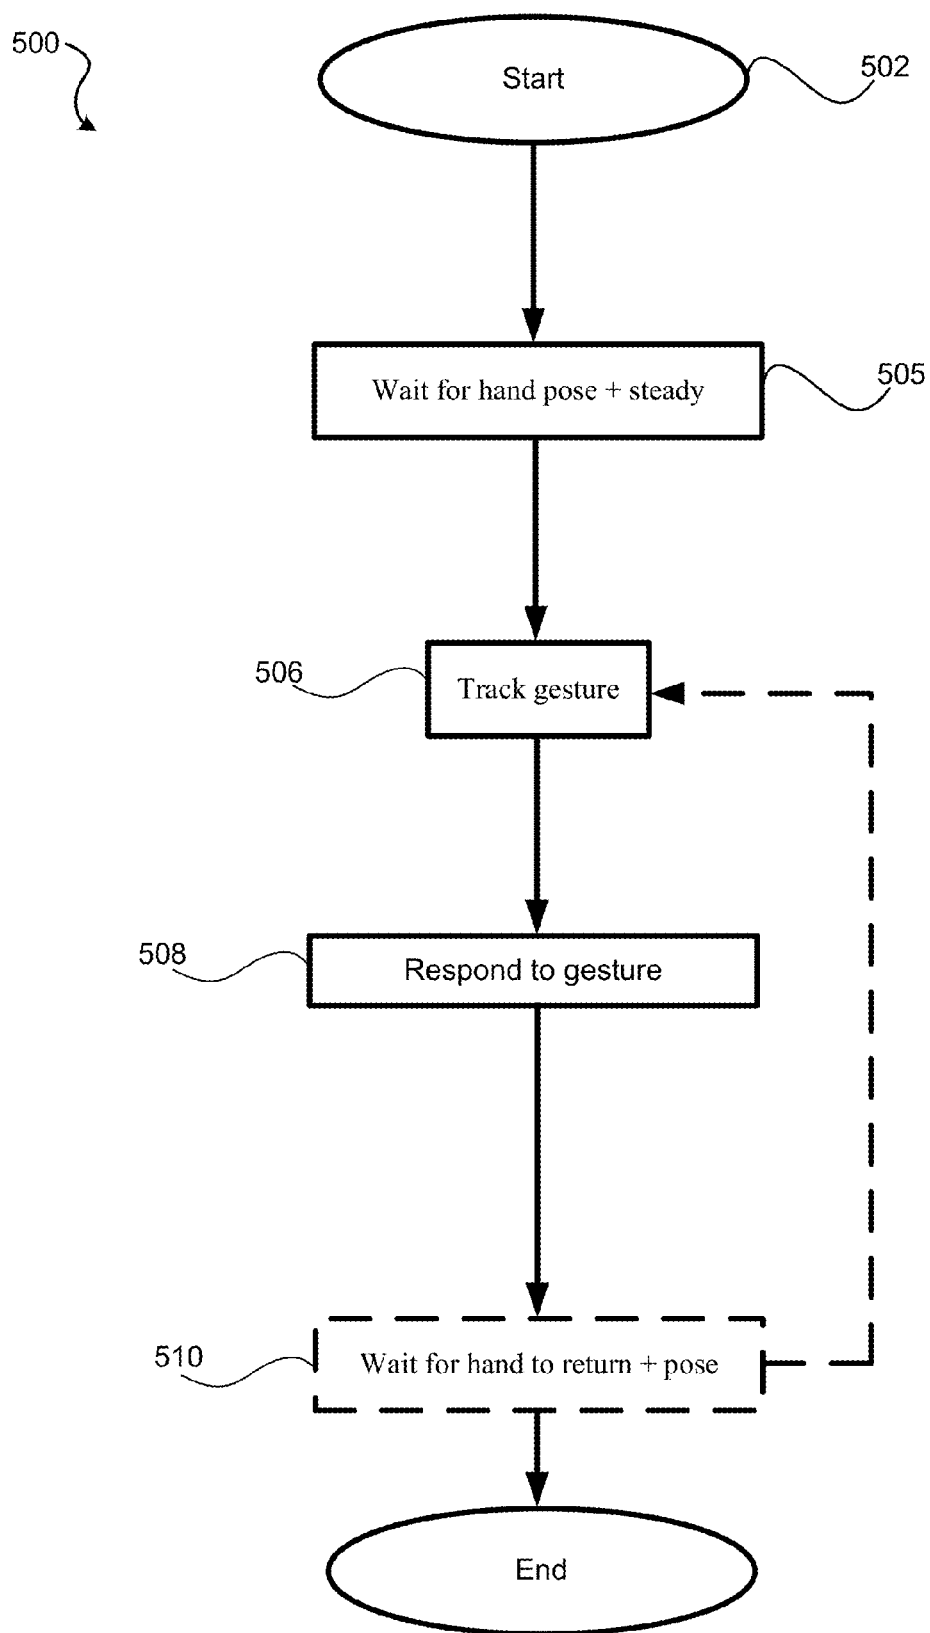 500
Start
502
Wait for hand pose + steady
505
506
Track gesture
508
Respond to gesture
510
Wait for hand to return + pose
End